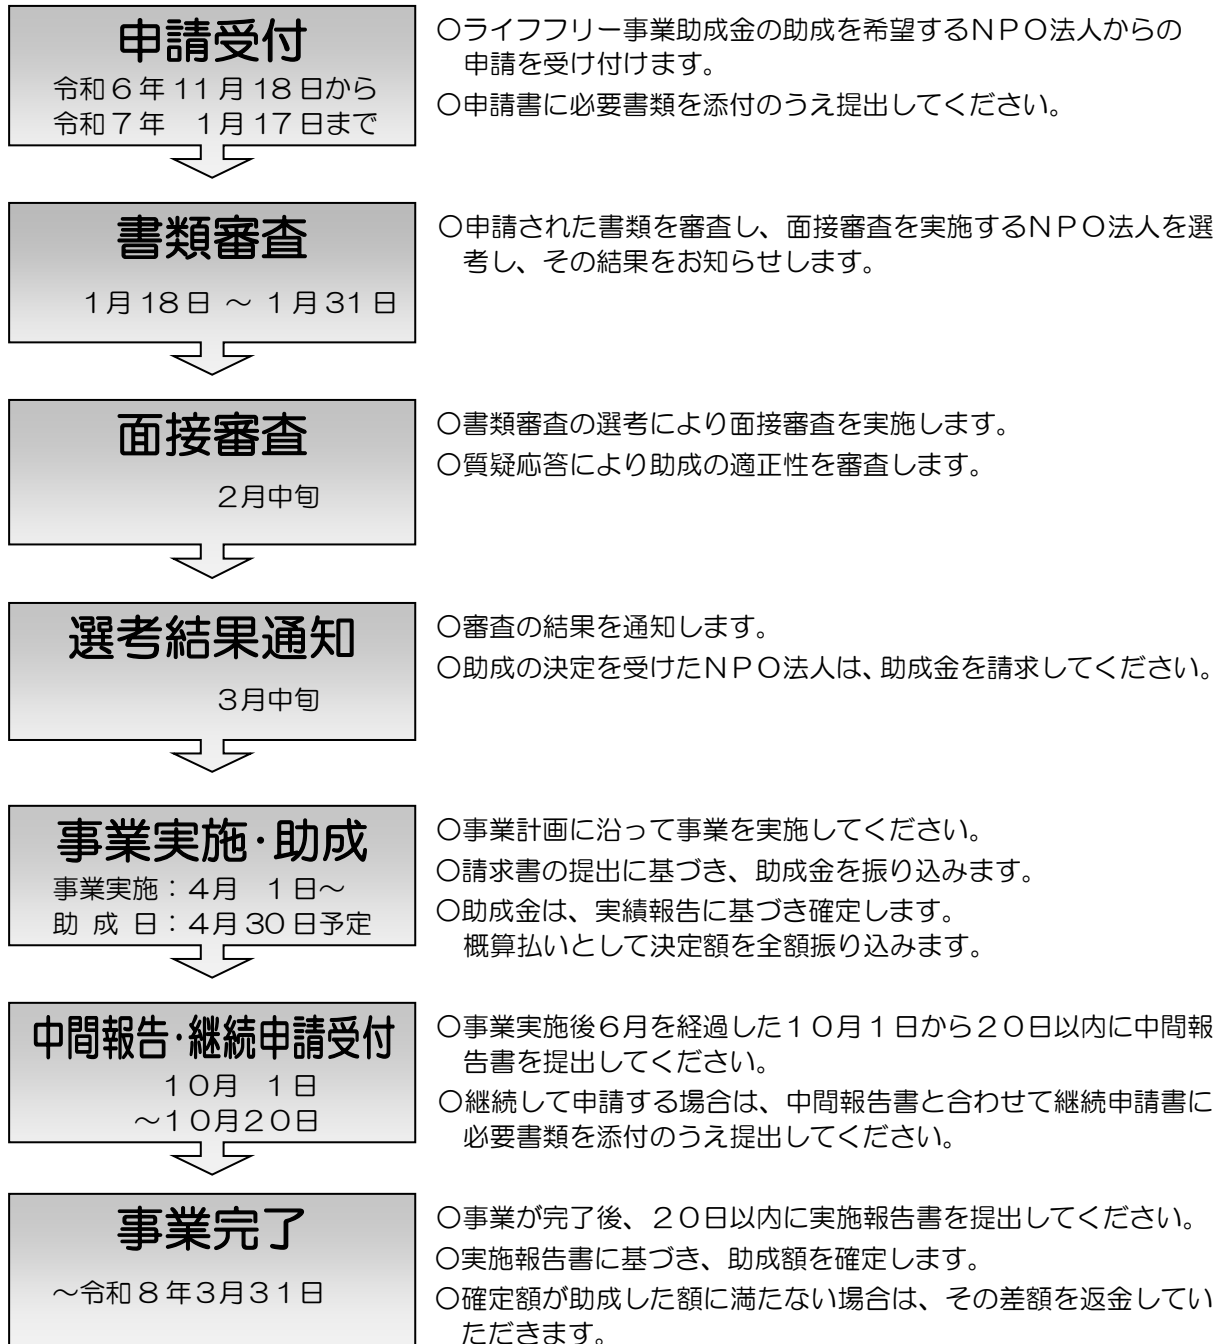 申請受付
令和6年11月18日から
令和7年　1月17日まで
○ライフフリー事業助成金の助成を希望するNPO法人からの
申請を受け付けます。
○申請書に必要書類を添付のうえ提出してください。
書類審査
1月18日 ～ 1月31日
○申請された書類を審査し、面接審査を実施するNPO法人を選
考し、その結果をお知らせします。
面接審査
2月中旬
○書類審査の選考により面接審査を実施します。
○質疑応答により助成の適正性を審査します。
選考結果通知
3月中旬
○審査の結果を通知します。
○助成の決定を受けたNPO法人は、助成金を請求してください。
事業実施・助成
事業実施：4月　1日～
助 成 日：4月30日予定
○事業計画に沿って事業を実施してください。
○請求書の提出に基づき、助成金を振り込みます。
○助成金は、実績報告に基づき確定します。
概算払いとして決定額を全額振り込みます。
中間報告・継続申請受付
10月　1日
～10月20日
○事業実施後6月を経過した10月1日から20日以内に中間報
告書を提出してください。
○継続して申請する場合は、中間報告書と合わせて継続申請書に
必要書類を添付のうえ提出してください。
事業完了
～令和8年3月31日
○事業が完了後、20日以内に実施報告書を提出してください。
○実施報告書に基づき、助成額を確定します。
○確定額が助成した額に満たない場合は、その差額を返金してい
ただきます。